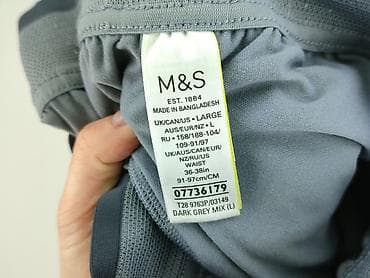 M&S
EST. 1884
MADE IN BANGLADESH
UK/CAN/US • LARGE
AUS/EUR/NZ • L
RU • 158/188-104/
109-91/97
UK/AUS/CAN/EUR/
NZ/RU/US
WAIST
36-38in
91-97cm/CM
07736179
T28 9763P/03149
DARK GREY MIX (L)